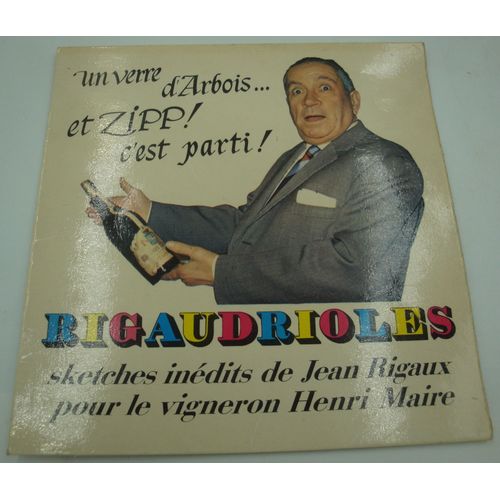 un verre
d'Arbois...
et ZIPP!
c'est parti!
RIGAUDRIOLES
sketches inédits de Jean Rigaux
pour le vigneron Henri Maire